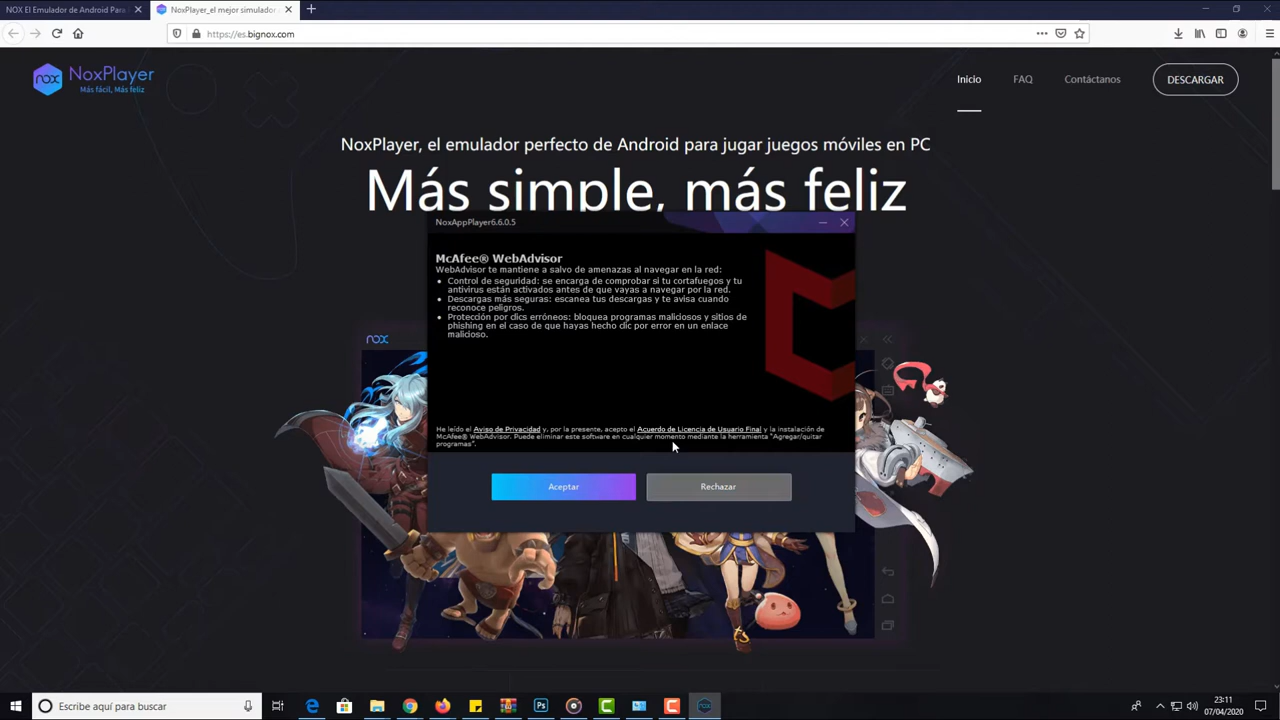 NOX El Emulador de Android Para
NoxPlayer_el mejor simulador
https://es.bignox.com
nox
NoxPlayer
Más fácil, Más feliz
Inicio
FAQ
Contáctanos
DESCARGAR
NoxPlayer, el emulador perfecto de Android para jugar juegos móviles en PC
Más simple, más feliz
NoxAppPlayer6.6.0.5
McAfee® WebAdvisor
WebAdvisor te mantiene a salvo de amenazas al navegar en la red:
• Control de seguridad: se encarga de comprobar si tu cortafuegos y tu
antivirus están activados antes de que vayas a navegar por la red.
• Descargas más seguras: escanea tus descargas y te avisa cuando
reconoce peligros.
• Protección por clics erróneos: bloquea programas maliciosos y sitios de
phishing en el caso de que hayas hecho clic por error en un enlace
malicioso.
He leído el Aviso de Privacidad y, por la presente, acepto el Acuerdo de Licencia de Usuario Final y la instalación de
McAfee® WebAdvisor. Puede eliminar este software en cualquier momento mediante la herramienta "Agregar/quitar
programas".
Aceptar
Rechazar
nox
Escribe aquí para buscar
Ps
23:11
07/04/2020